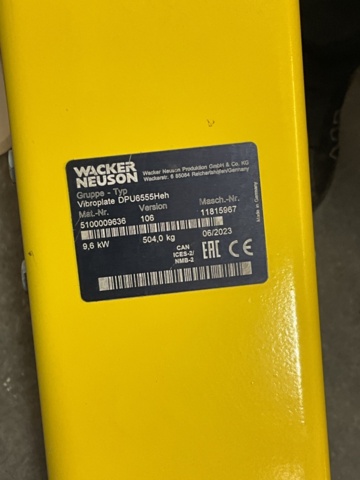 WACKER
NEUSON
Wacker Neuson Produktion GmbH & Co. KG
Wackerstr. 6 85084 Reichertshofen/Germany
Gruppe - Typ
Vibroplate DPU6555Heh
Mat.-Nr. Version Masch.-Nr.
5100009636 106 11815967
9,6 kW 504,0 kg 06/2023
CAN
ICES-2/
NMB-2
EAC CE
Made in Germany